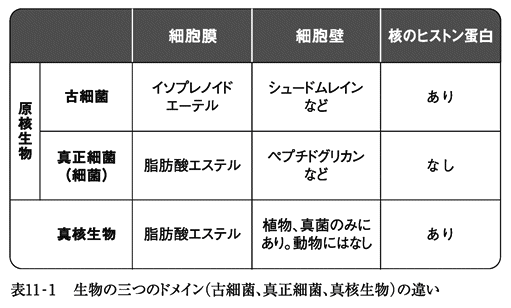 細胞膜 細胞壁 核のヒストン蛋白
原核生物
古細菌
イソプレノイド
エーテル
シュードムレイン
など
あり
真正細菌
(細菌)
脂肪酸エステル
ペプチドグリカン
など
なし
真核生物
脂肪酸エステル
植物、真菌のみに
あり。動物にはなし
あり
表11-1 生物の三つのドメイン(古細菌、真正細菌、真核生物)の違い